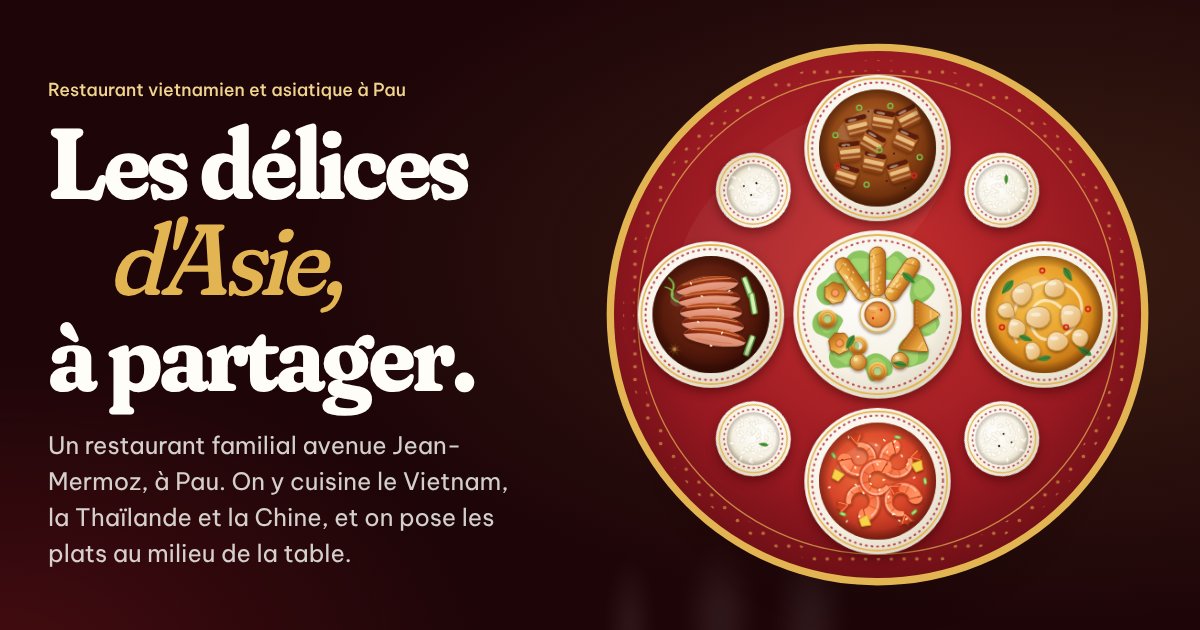 Restaurant vietnamien et asiatique à Pau
Les délices
d'Asie,
à partager.
Un restaurant familial avenue Jean-
Mermoz, à Pau. On y cuisine le Vietnam,
la Thaïlande et la Chine, et on pose les
plats au milieu de la table.